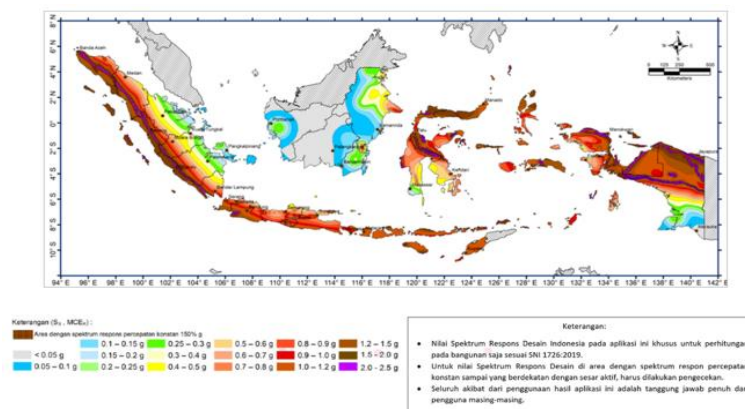 8° N
6° N
4° N
2° N
0°
2° S
4° S
6° S
8° S
10° S
Banda Aceh
Medan
Pangkalpinang
Bandar Lampung
Samarinda
Manado
Palu
Kendari
Makassar
Manokwari
Jayapura
Merauke
N
S
Kilometers
94° E 96° E 98° E 100° E 102° E 104° E 106° E 108° E 110° E 112° E 114° E 116° E 118° E 120° E 122° E 124° E 126° E 128° E 130° E 132° E 134° E 136° E 138° E 140° E 142° E
Keterangan (Sₛ , MCEᵣ) :
Area dengan spektrum respons percepatan konstan 150% g
< 0.05 g
0.05 – 0.1 g
0.1 – 0.15 g
0.15 – 0.2 g
0.2 – 0.25 g
0.25 – 0.3 g
0.3 – 0.4 g
0.4 – 0.5 g
0.5 – 0.6 g
0.6 – 0.7 g
0.7 – 0.8 g
0.8 – 0.9 g
0.9 – 1.0 g
1.0 – 1.2 g
1.2 – 1.5 g
1.5 - 2.0 g
2.0 - 2.5 g
Keterangan:
• Nilai Spektrum Respons Desain Indonesia pada aplikasi ini khusus untuk perhitungan
pada bangunan saja sesuai SNI 1726:2019.
• Untuk nilai Spektrum Respons Desain di area dengan spektrum respon percepatan
konstan sampai yang berdekatan dengan sesar aktif, harus dilakukan pengecekan.
• Seluruh akibat dari penggunaan hasil aplikasi ini adalah tanggung jawab penuh dari
pengguna masing-masing.